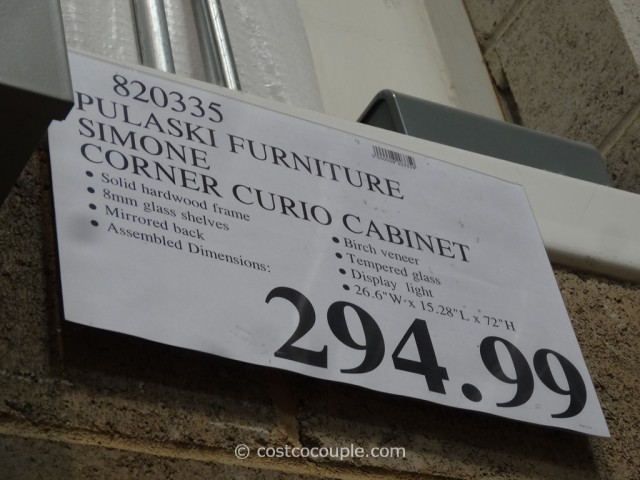 820335
PULASKI FURNITURE
SIMONE
CORNER CURIO CABINET
• Solid hardwood frame
• 8mm glass shelves
• Mirrored back
• Assembled Dimensions:
• Birch veneer
• Tempered glass
• Display light
• 26.6"W x 15.28"L x 72"H
294.99
© costcocouple.com